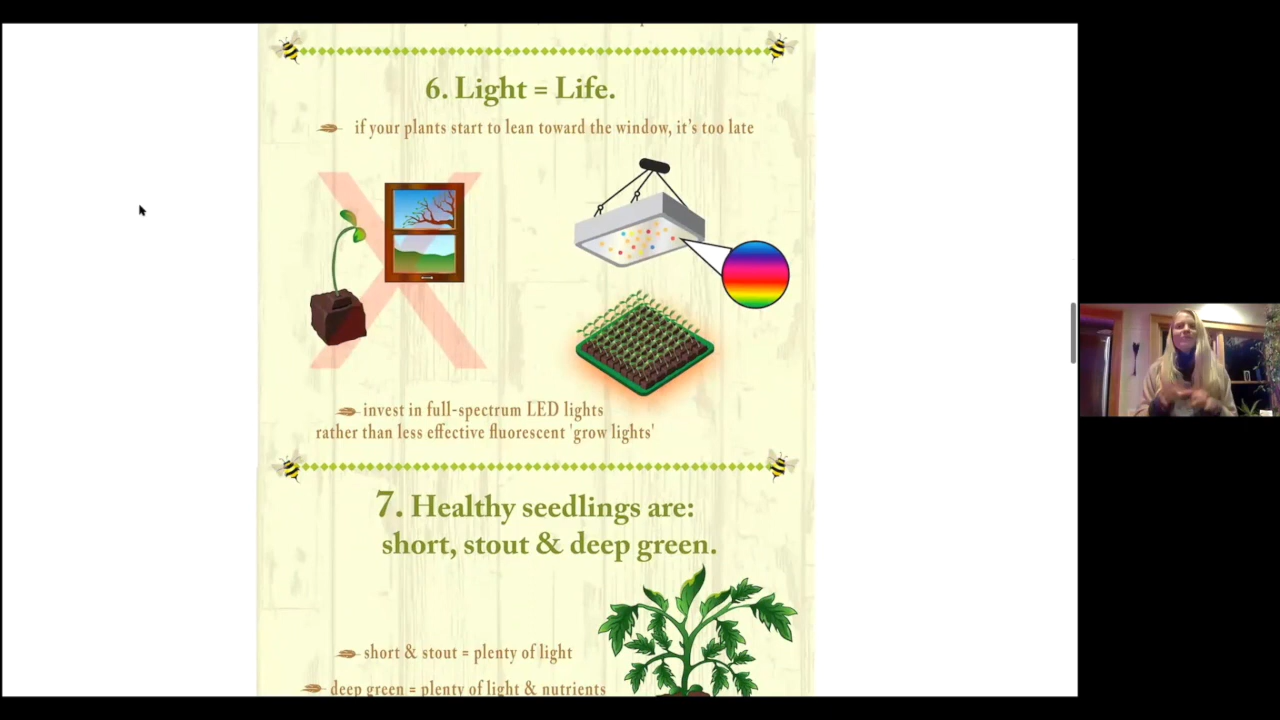 6. Light = Life.
if your plants start to lean toward the window, it's too late
invest in full-spectrum LED lights
rather than less effective fluorescent 'grow lights'
7. Healthy seedlings are:
short, stout & deep green.
short & stout = plenty of light
deep green = plenty of light & nutrients